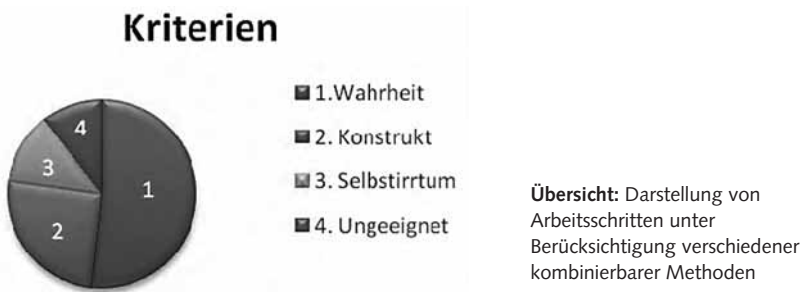 Kriterien
1.Wahrheit
2. Konstrukt
3. Selbstirrtum
4. Ungeeignet
4
3
1
2
Übersicht: Darstellung von
Arbeitsschritten unter
Berücksichtigung verschiedener
kombinierbarer Methoden